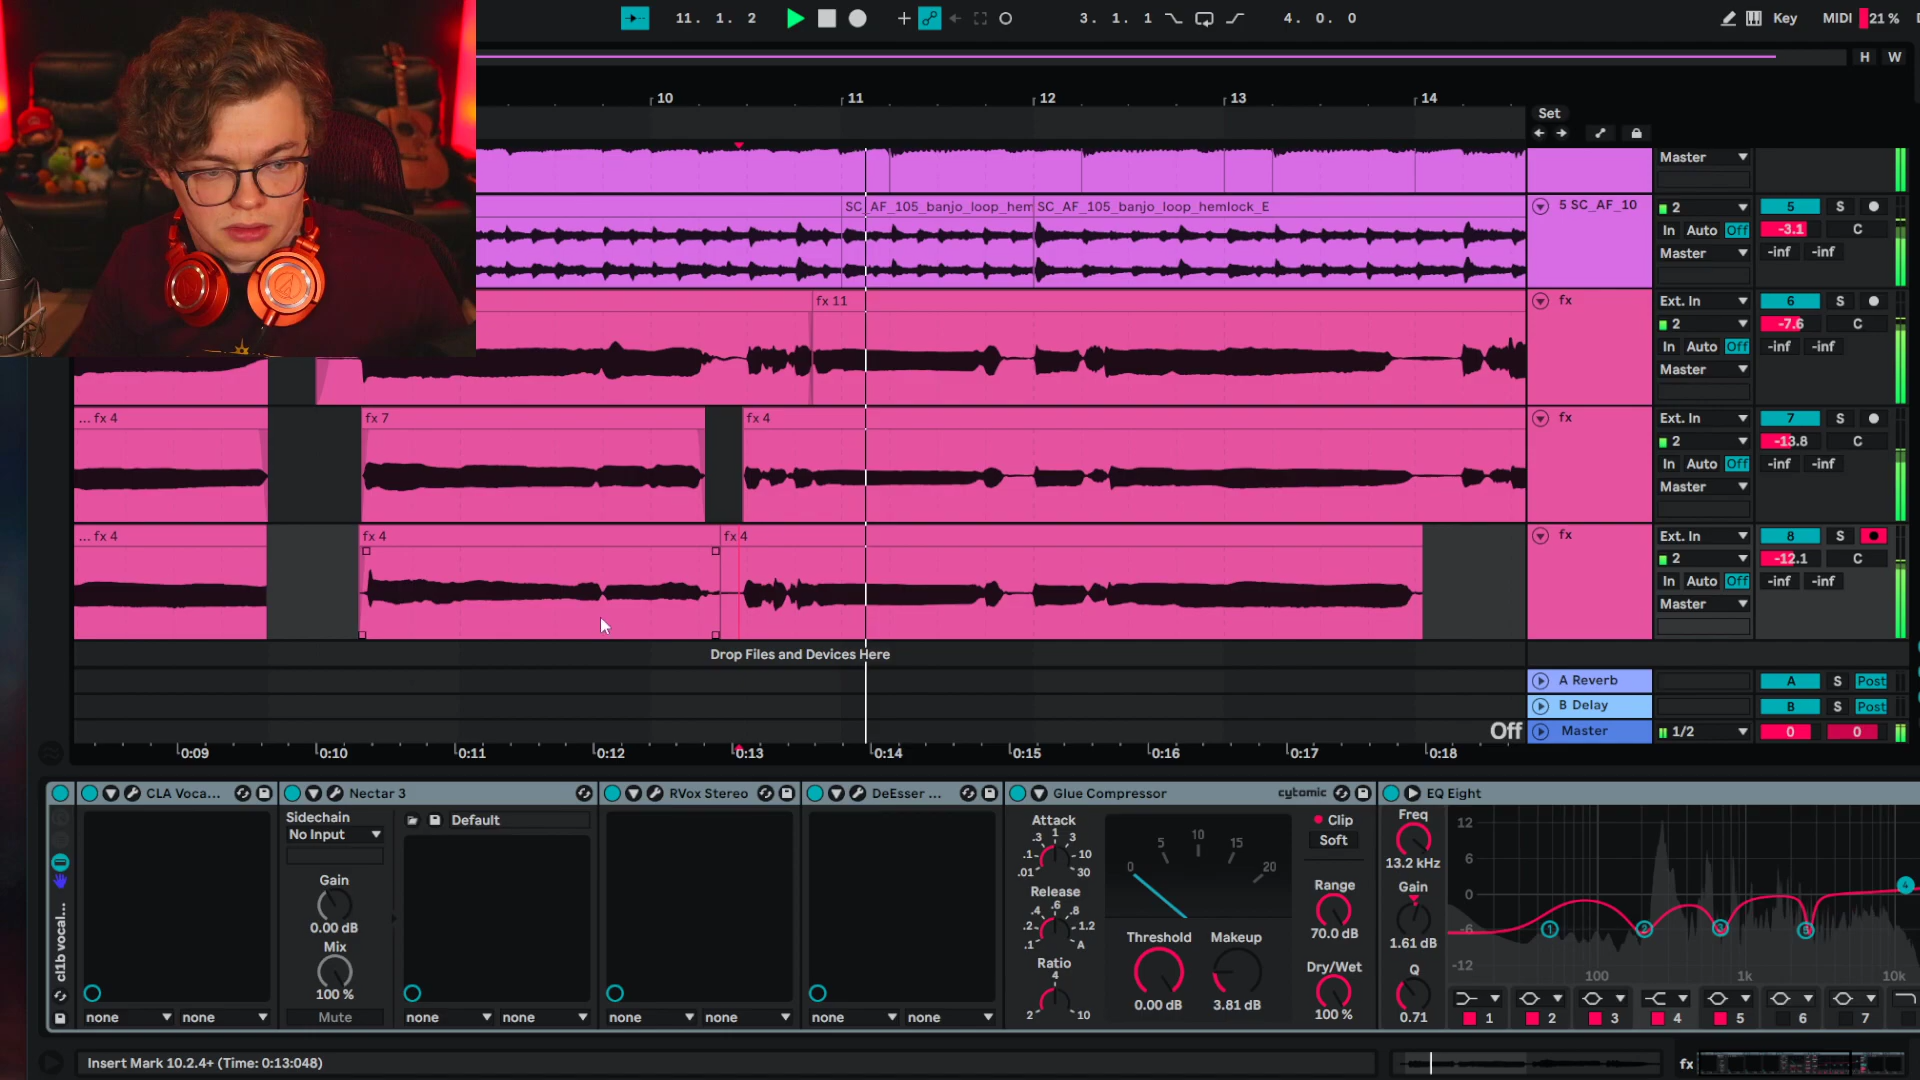 11. 1. 2
3. 1. 1
4. 0. 0
Key
MIDI
21 %
H
W
10
11
12
13
14
Set
Master
SC_AF_105_banjo_loop_hem
SC_AF_105_banjo_loop_hemlock_E
5 SC_AF_10
2
5
S
In
Auto
Off
-3.1
C
Master
-inf
-inf
fx 11
fx
Ext. In
6
S
2
-7.6
C
In
Auto
Off
-inf
-inf
Master
... fx 4
fx 7
fx 4
fx
Ext. In
7
S
2
-13.8
C
In
Auto
Off
-inf
-inf
Master
... fx 4
fx 4
fx 4
fx
Ext. In
8
S
2
-12.1
C
In
Auto
Off
-inf
-inf
Master
Drop Files and Devices Here
A Reverb
A
S
Post
B Delay
B
S
Post
Off
Master
1/2
0
0
0:09
0:10
0:11
0:12
0:13
0:14
0:15
0:16
0:17
0:18
CLA Voca...
Nectar 3
RVox Stereo
DeEsser ...
Glue Compressor
cytomic
EQ Eight
cl1b vocal...
none
none
Sidechain
No Input
Gain
0.00 dB
Mix
100 %
Mute
Default
none
none
none
none
none
none
Attack
.01
.1
.3
1
3
10
30
Release
.1
.2
.4
.6
.8
1.2
A
Ratio
2
4
10
0
5
10
15
20
Threshold
0.00 dB
Makeup
3.81 dB
Clip
Soft
Range
70.0 dB
Dry/Wet
100 %
Freq
13.2 kHz
Gain
1.61 dB
Q
0.71
12
6
0
-6
-12
100
1k
10k
1
2
3
4
5
6
7
Insert Mark 10.2.4+ (Time: 0:13:048)
fx